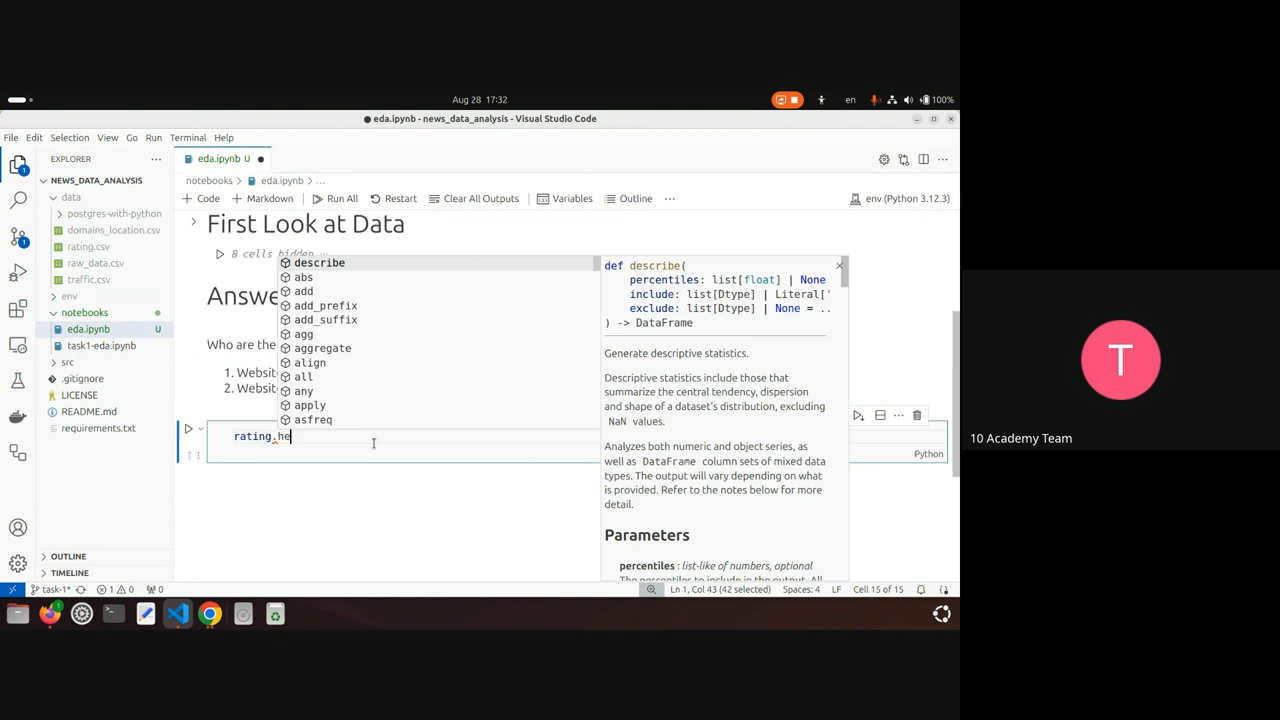 Aug 28 17:32
en
100%
eda.ipynb - news_data_analysis - Visual Studio Code
File Edit Selection View Go Run Terminal Help
EXPLORER
eda.ipynb U
NEWS_DATA_ANALYSIS
data
postgres-with-python
domains_location.csv
rating.csv
raw_data.csv
traffic.csv
env
notebooks
eda.ipynb U
task1-eda.ipynb
src
.gitignore
LICENSE
README.md
requirements.txt
OUTLINE
TIMELINE
notebooks > eda.ipynb > ...
+ Code + Markdown Run All Restart Clear All Outputs Variables Outline ...
env (Python 3.12.3)
First Look at Data
8 cells hidden ...
Answe
Who are the
1. Websit
2. Websit
rating.he
[ ]
Python
describe
abs
add
add_prefix
add_suffix
agg
aggregate
align
all
any
apply
asfreq
def describe(
percentiles: list[float] | None
include: list[Dtype] | Literal['
exclude: list[Dtype] | None = ..
) -> DataFrame
Generate descriptive statistics.
Descriptive statistics include those that
summarize the central tendency, dispersion
and shape of a dataset's distribution, excluding
NaN values.
Analyzes both numeric and object series, as
well as DataFrame column sets of mixed data
types. The output will vary depending on what
is provided. Refer to the notes below for more
detail.
Parameters
percentiles : list-like of numbers, optional
The percentiles to include in the output. All
task-1* 1 0 0
Ln 1, Col 43 (42 selected) Spaces: 4 LF Cell 15 of 15
T
10 Academy Team